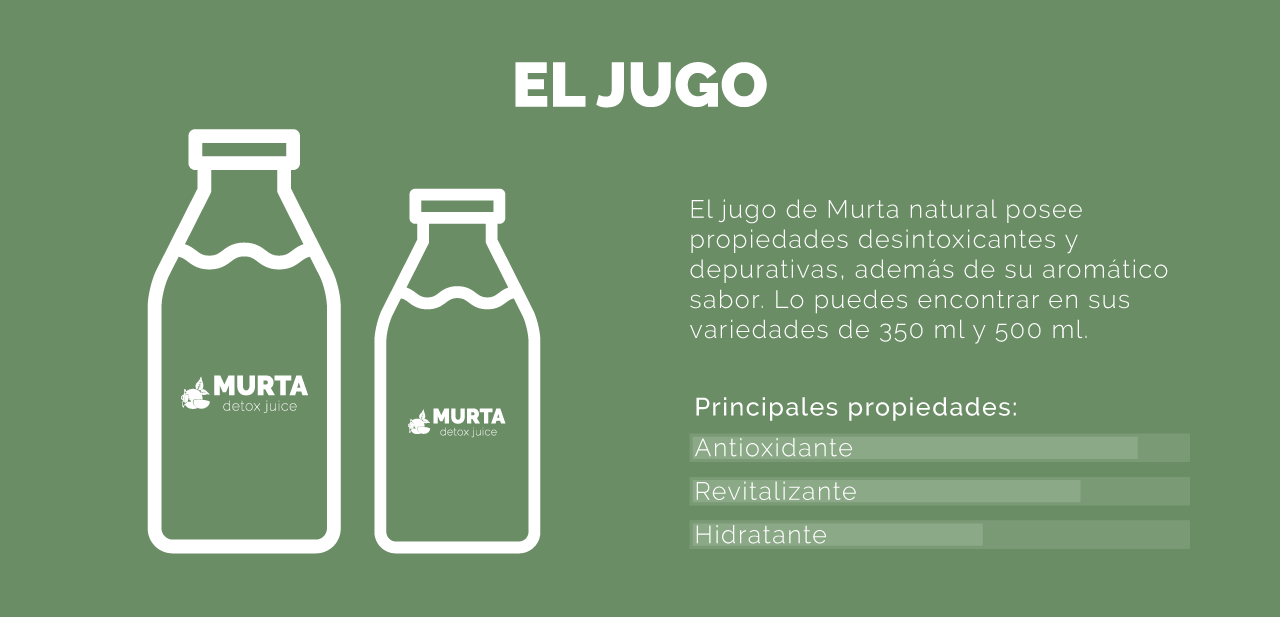 EL JUGO
MURTA
detox juice
MURTA
detox juice
El jugo de Murta natural posee
propiedades desintoxicantes y
depurativas, además de su aromático
sabor. Lo puedes encontrar en sus
variedades de 350 ml y 500 ml.
Principales propiedades:
Antioxidante
Revitalizante
Hidratante